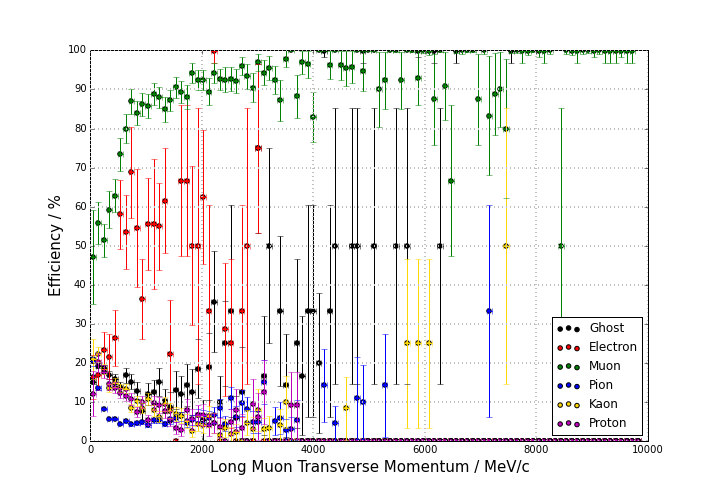 100
90
80
70
60
50
40
30
20
10
0
Efficiency / %
0
2000
4000
6000
8000
10000
Long Muon Transverse Momentum / MeV/c
Ghost
Electron
Muon
Pion
Kaon
Proton